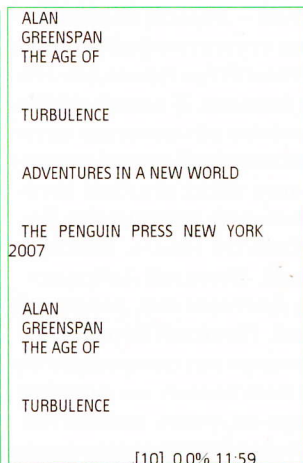 ALAN
GREENSPAN
THE AGE OF
TURBULENCE
ADVENTURES IN A NEW WORLD
THE PENGUIN PRESS NEW YORK
2007
ALAN
GREENSPAN
THE AGE OF
TURBULENCE
.[10] 0.0% 11:59